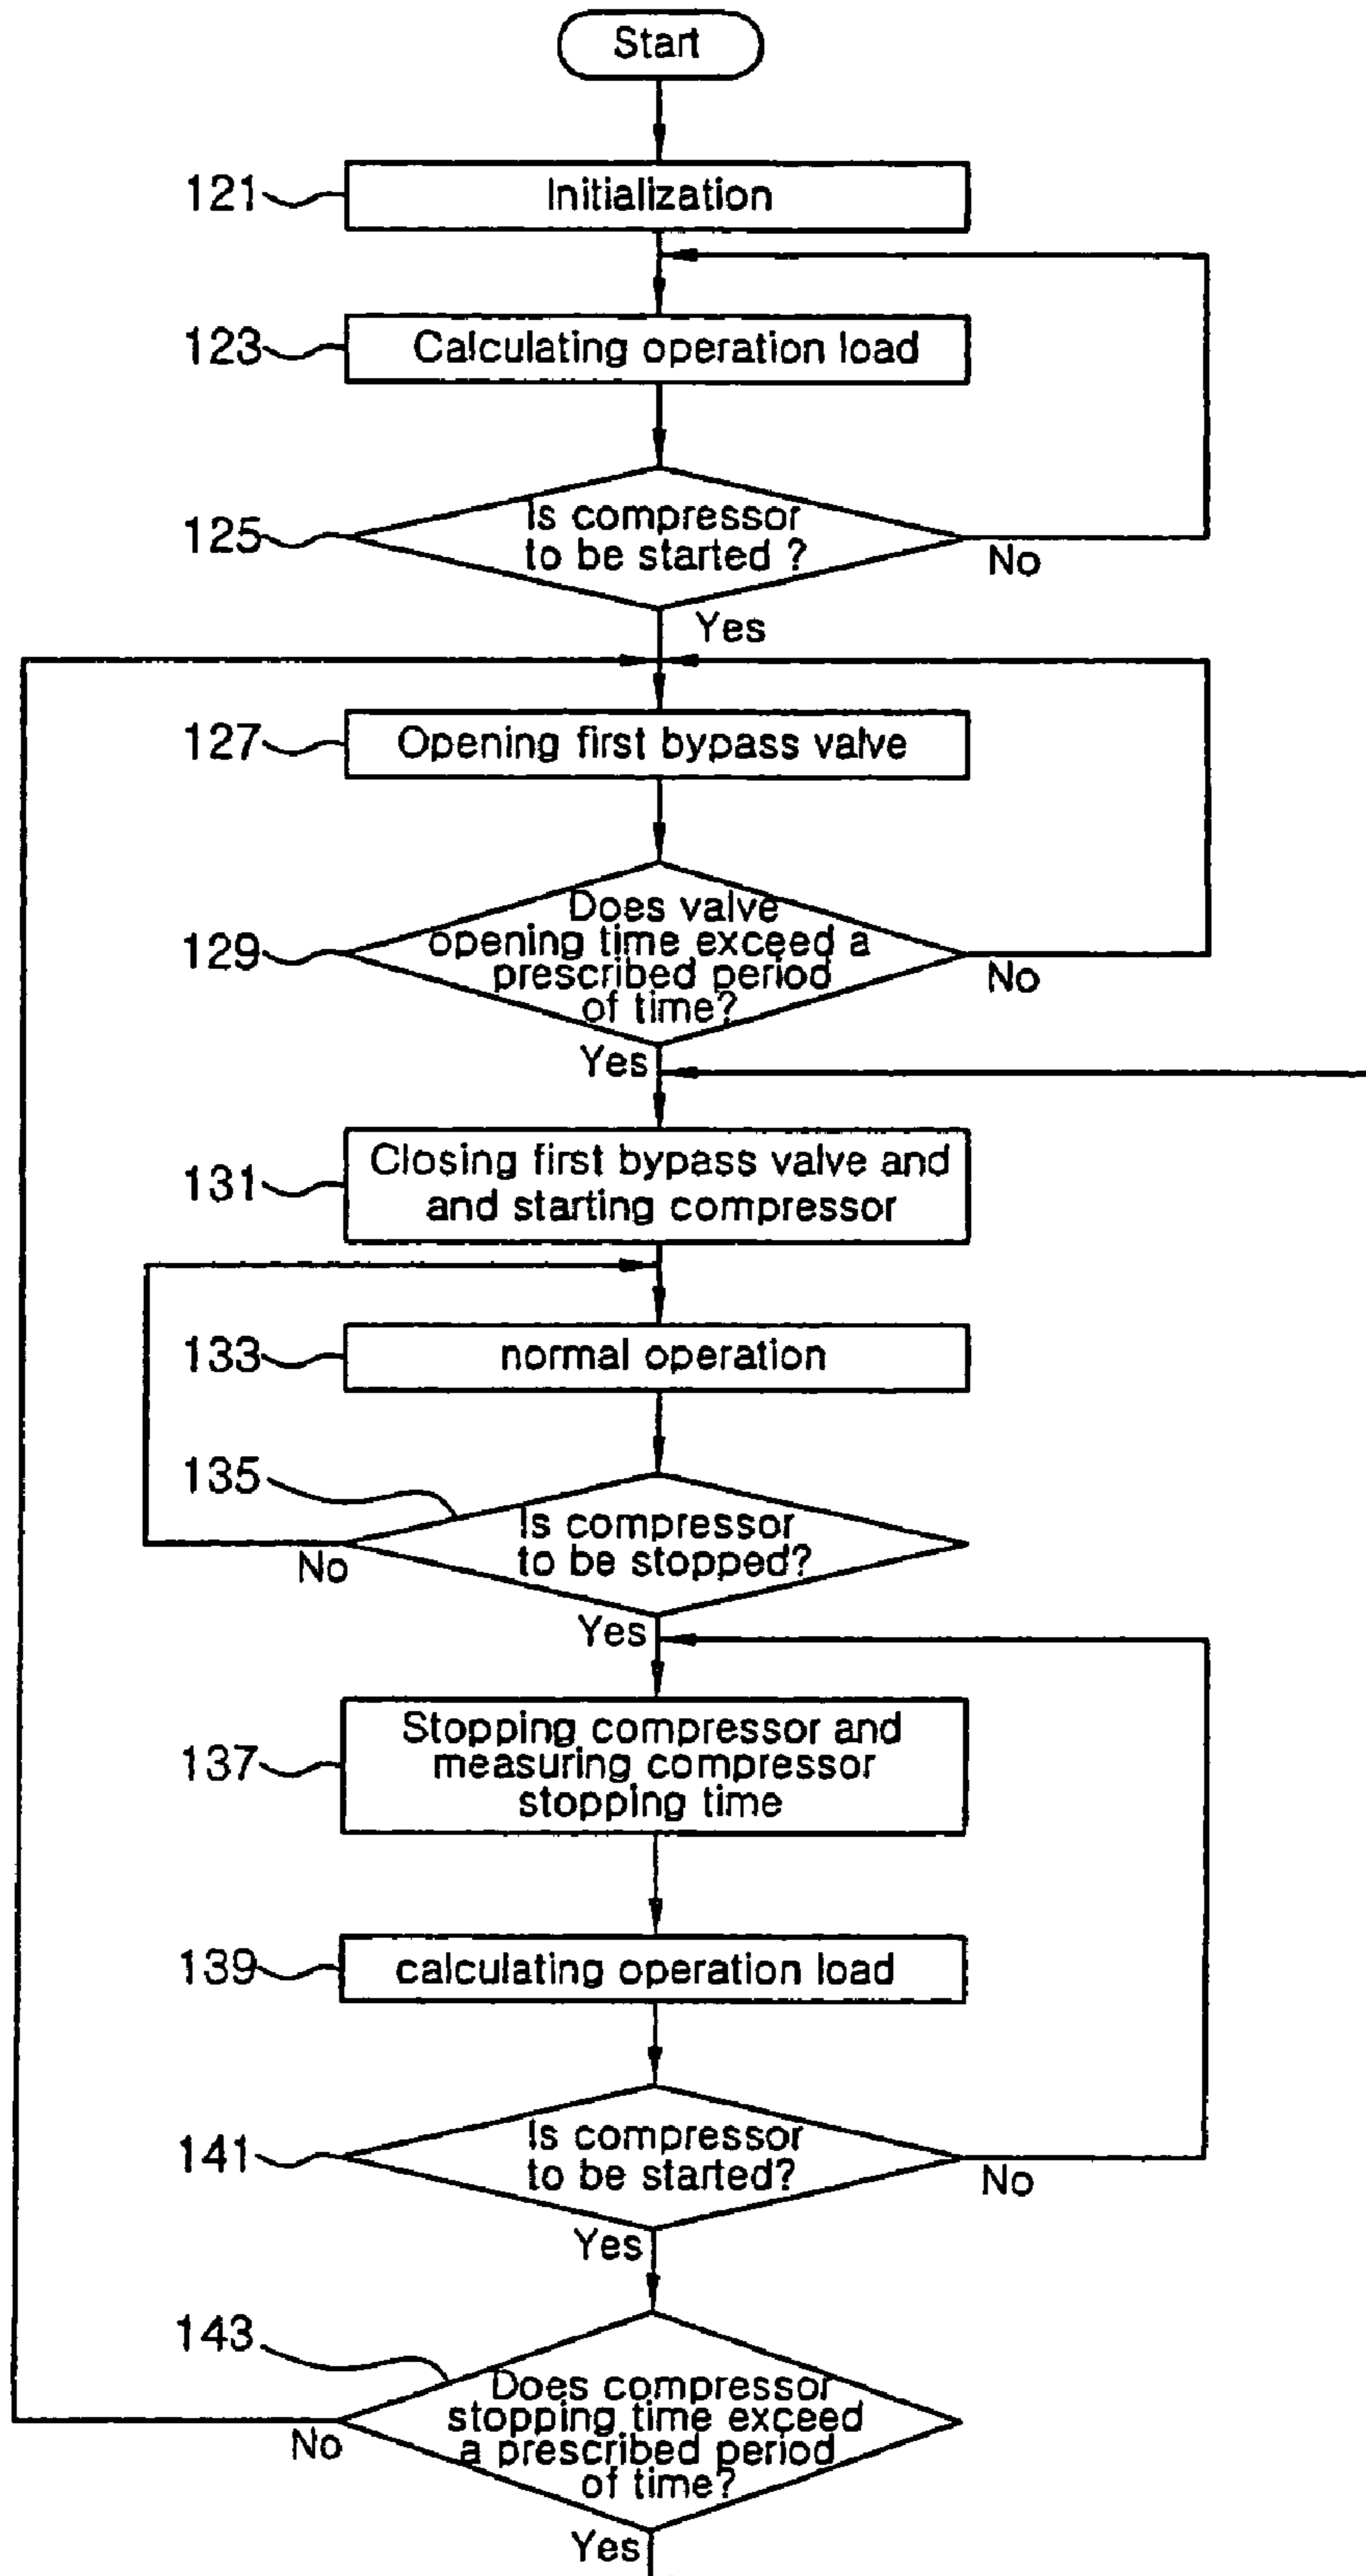 Start
121
Initialization
123
Calculating operation load
125
Is compressor
to be started ?
No
Yes
127
Opening first bypass valve
129
Does valve
opening time exceed a
prescribed period
of time?
No
Yes
131
Closing first bypass valve and
and starting compressor
133
normal operation
135
Is compressor
to be stopped?
No
Yes
137
Stopping compressor and
measuring compressor
stopping time
139
calculating operation load
141
Is compressor
to be started?
No
Yes
143
Does compressor
stopping time exceed
a prescribed period
of time?
No
Yes